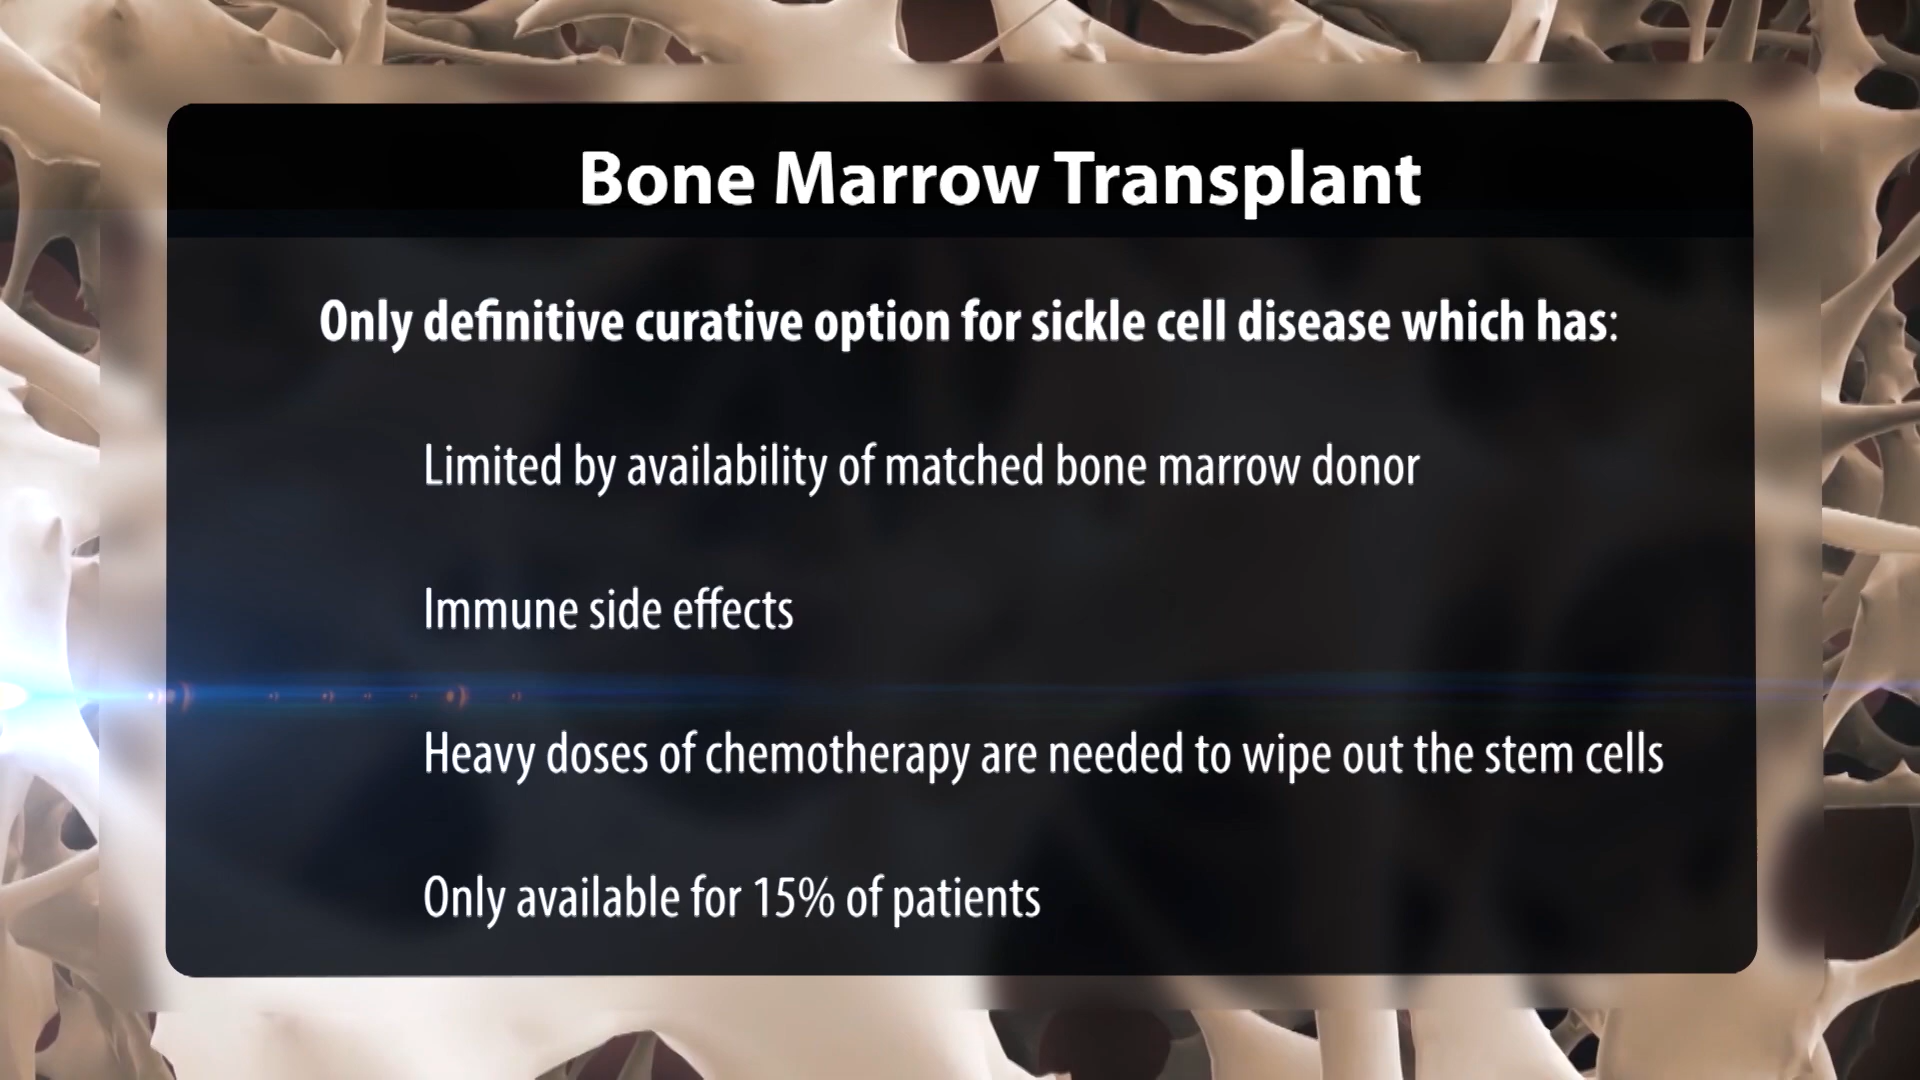 Bone Marrow Transplant
Only definitive curative option for sickle cell disease which has:
Limited by availability of matched bone marrow donor
Immune side effects
Heavy doses of chemotherapy are needed to wipe out the stem cells
Only available for 15% of patients